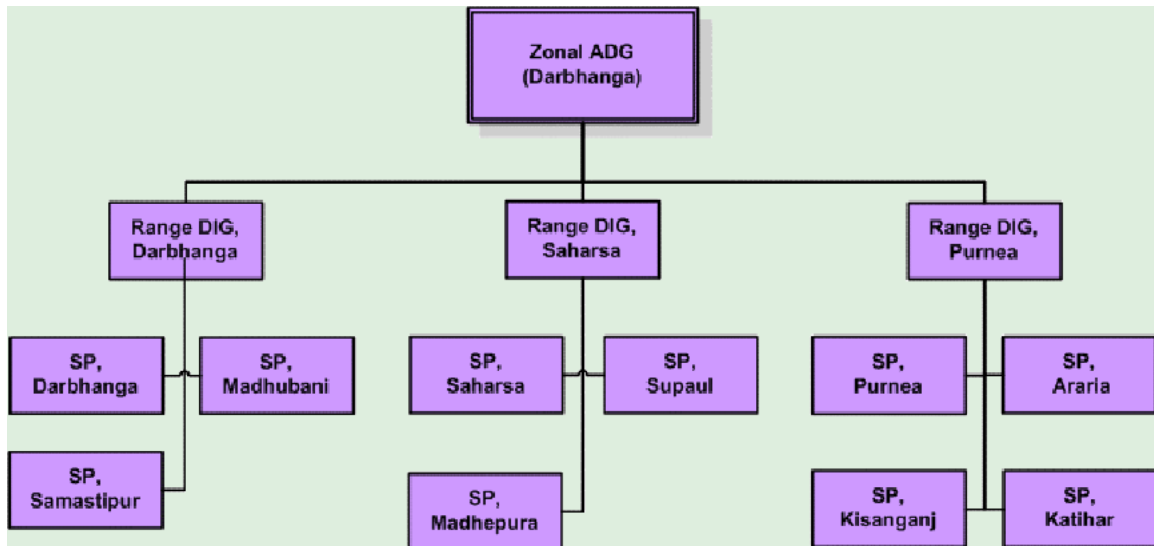 Zonal ADG
(Darbhanga)
Range DIG,
Darbhanga
Range DIG,
Saharsa
Range DIG,
Purnea
SP,
Darbhanga
SP,
Madhubani
SP,
Saharsa
SP,
Supaul
SP,
Purnea
SP,
Araria
SP,
Samastipur
SP,
Madhepura
SP,
Kisanganj
SP,
Katihar